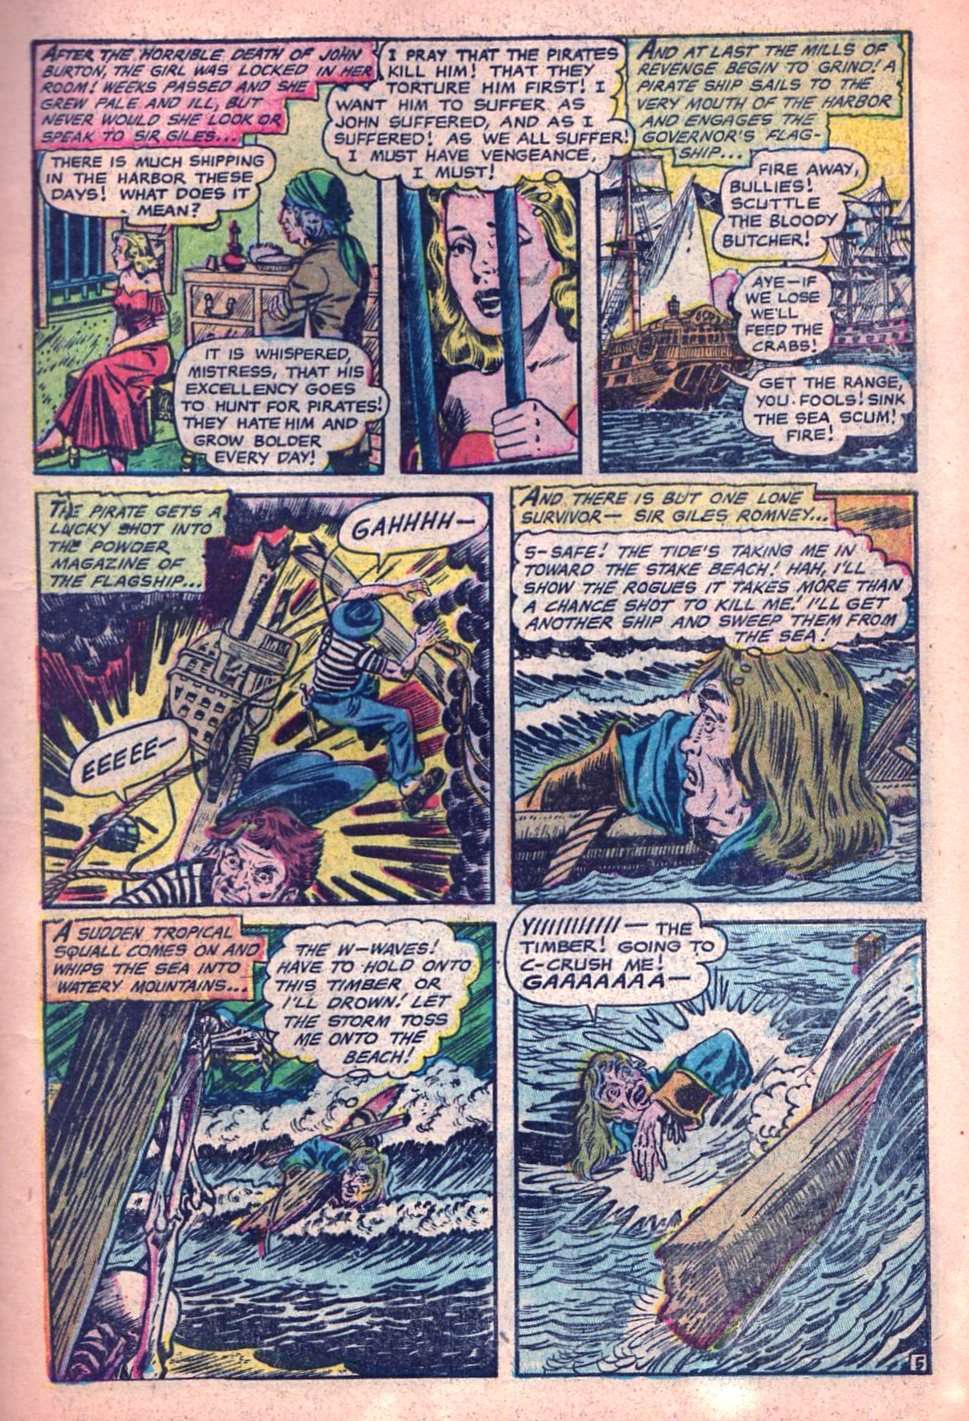 AFTER THE HORRIBLE DEATH OF JOHN
BURTON, THE GIRL WAS LOCKED IN HER
ROOM! WEEKS PASSED AND SHE
GREW PALE AND ILL, BUT
NEVER WOULD SHE LOOK OR
SPEAK TO SIR GILES...
THERE IS MUCH SHIPPING
IN THE HARBOR THESE
DAYS! WHAT DOES IT
MEAN?
IT IS WHISPERED,
MISTRESS, THAT HIS
EXCELLENCY GOES
TO HUNT FOR PIRATES!
THEY HATE HIM AND
GROW BOLDER
EVERY DAY!
I PRAY THAT THE PIRATES
KILL HIM! THAT THEY
TORTURE HIM FIRST! I
WANT HIM TO SUFFER AS
JOHN SUFFERED, AND AS I
SUFFERED! AS WE ALL SUFFER!
I MUST HAVE VENGEANCE,
I MUST!
AND AT LAST THE MILLS OF
REVENGE BEGIN TO GRIND! A
PIRATE SHIP SAILS TO THE
VERY MOUTH OF THE HARBOR
AND ENGAGES THE
GOVERNOR'S FLAG-
SHIP...
FIRE AWAY,
BULLIES!
SCUTTLE
THE BLOODY
BUTCHER!
AYE—IF
WE LOSE
WE'LL
FEED THE
CRABS!
GET THE RANGE,
YOU FOOLS! SINK
THE SEA SCUM!
FIRE!
THE PIRATE GETS A
LUCKY SHOT INTO
THE POWDER
MAGAZINE OF
THE FLAGSHIP...
GAHHHH—
EEEEE—
AND THERE IS BUT ONE LONE
SURVIVOR— SIR GILES ROMNEY...
S-SAFE! THE TIDE'S TAKING ME IN
TOWARD THE STAKE BEACH! HAH, I'LL
SHOW THE ROGUES IT TAKES MORE THAN
A CHANCE SHOT TO KILL ME! I'LL GET
ANOTHER SHIP AND SWEEP THEM FROM
THE SEA!
A SUDDEN TROPICAL
SQUALL COMES ON AND
WHIPS THE SEA INTO
WATERY MOUNTAINS...
THE W-WAVES!
HAVE TO HOLD ONTO
THIS TIMBER OR
I'LL DROWN! LET
THE STORM TOSS
ME ONTO THE
BEACH!
YIIIIIIIIII— THE
TIMBER! GOING TO
C-CRUSH ME!
GAAAAAAA—
5